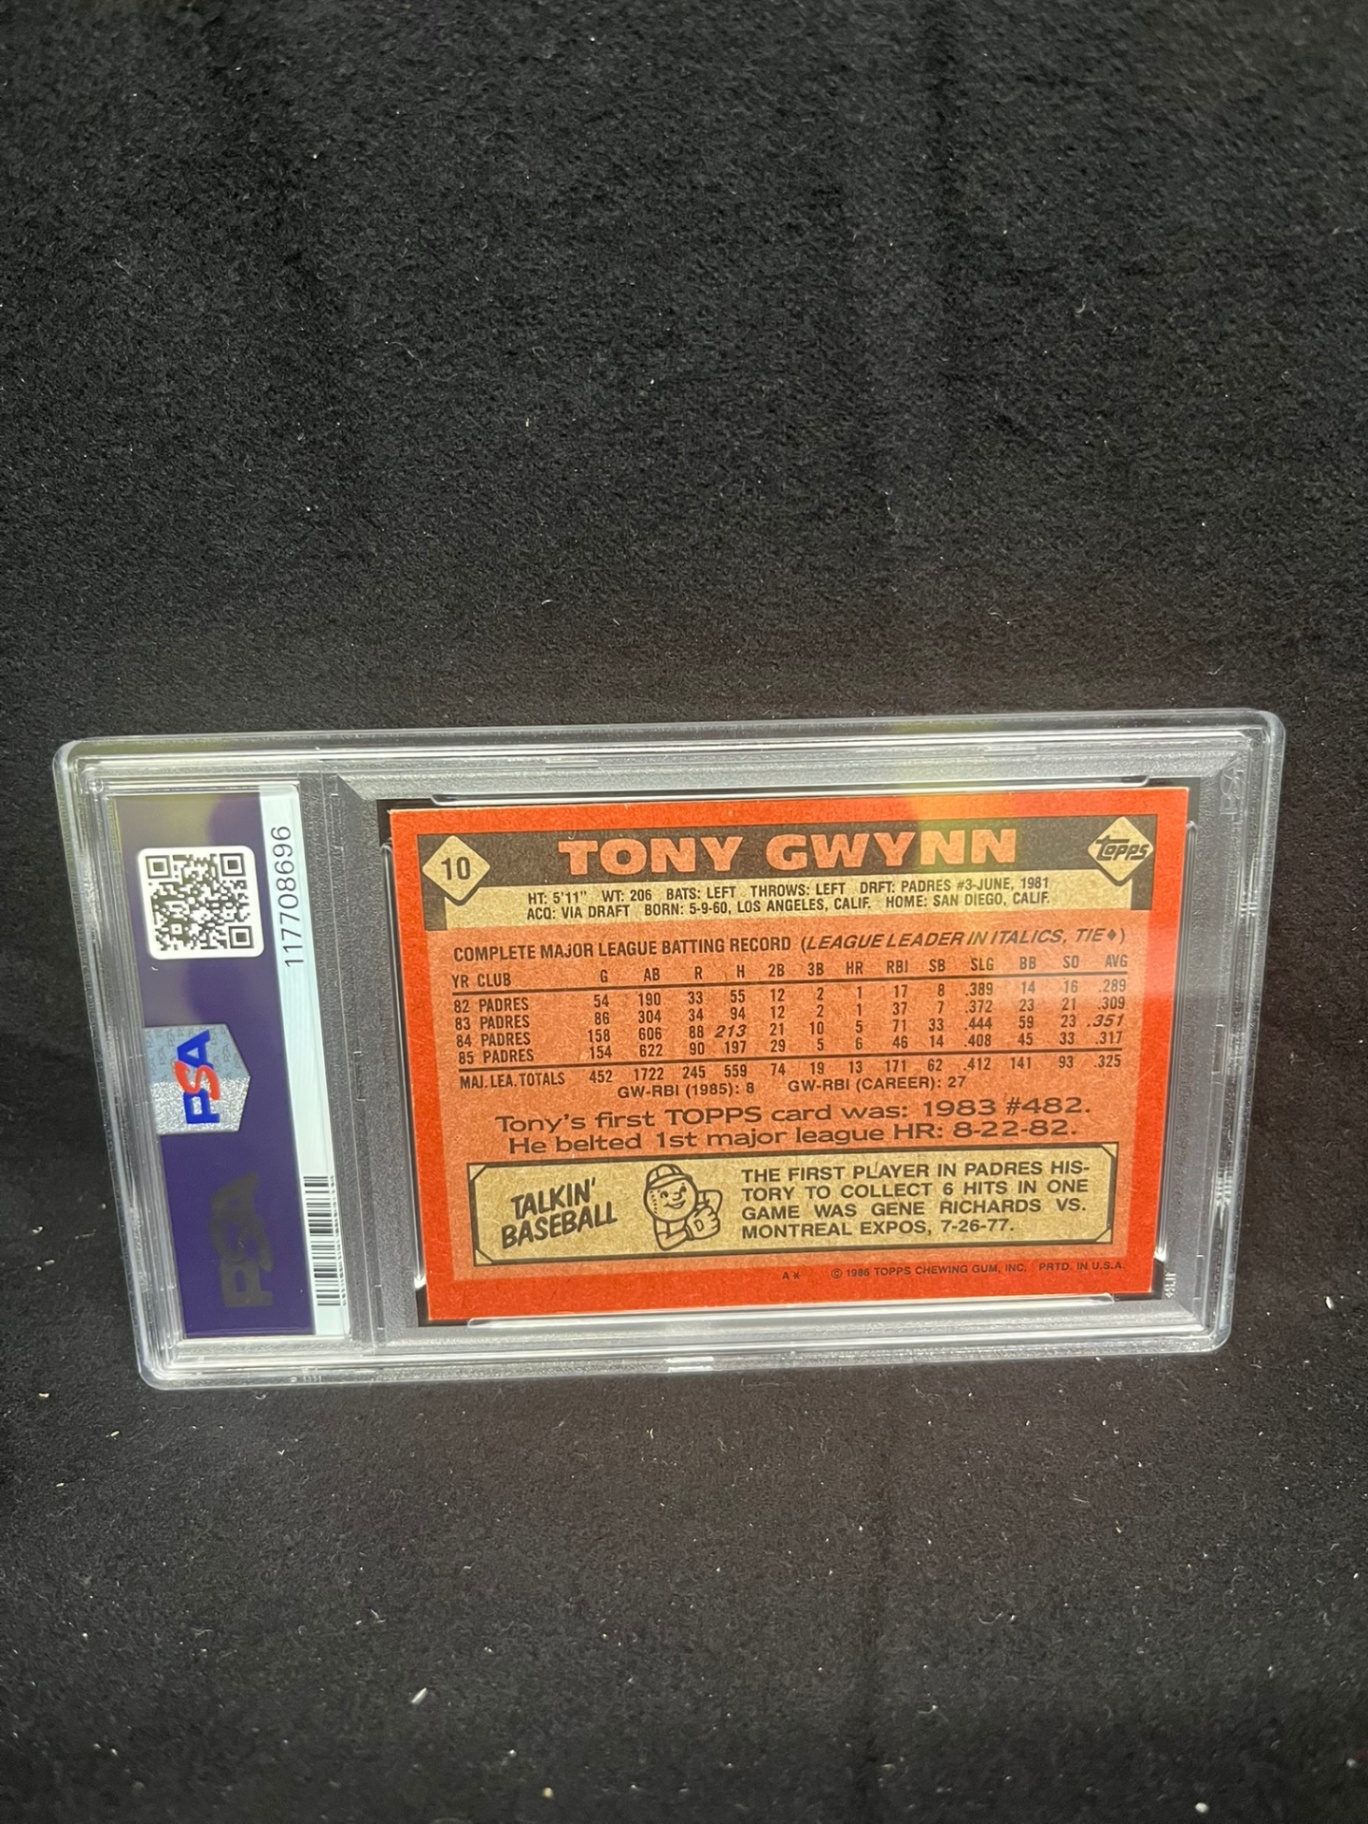 117708696
PSA
PSA
10
TONY GWYNN
topps
HT: 5'11" WT: 206 BATS: LEFT THROWS: LEFT DRFT: PADRES #3-JUNE, 1981
ACQ: VIA DRAFT BORN: 5-9-60, LOS ANGELES, CALIF. HOME: SAN DIEGO, CALIF.
COMPLETE MAJOR LEAGUE BATTING RECORD (LEAGUE LEADER IN ITALICS, TIE♦)
YR CLUB G AB R H 2B 3B HR RBI SB SLG BB SO AVG
82 PADRES 54 190 33 55 12 2 1 17 8 .389 14 16 .289
83 PADRES 86 304 34 94 12 2 1 37 7 .372 23 21 .309
84 PADRES 158 606 88 213 21 10 5 71 33 .444 59 23 .351
85 PADRES 154 622 90 197 29 5 6 46 14 .408 45 33 .317
MAJ. LEA. TOTALS 452 1722 245 559 74 19 13 171 62 .412 141 93 .325
GW-RBI (1985): 8 GW-RBI (CAREER): 27
Tony's first TOPPS card was: 1983 #482.
He belted 1st major league HR: 8-22-82.
TALKIN'
BASEBALL
THE FIRST PLAYER IN PADRES HIS-
TORY TO COLLECT 6 HITS IN ONE
GAME WAS GENE RICHARDS VS.
MONTREAL EXPOS, 7-26-77.
A* © 1986 TOPPS CHEWING GUM, INC. PRTD. IN U.S.A.